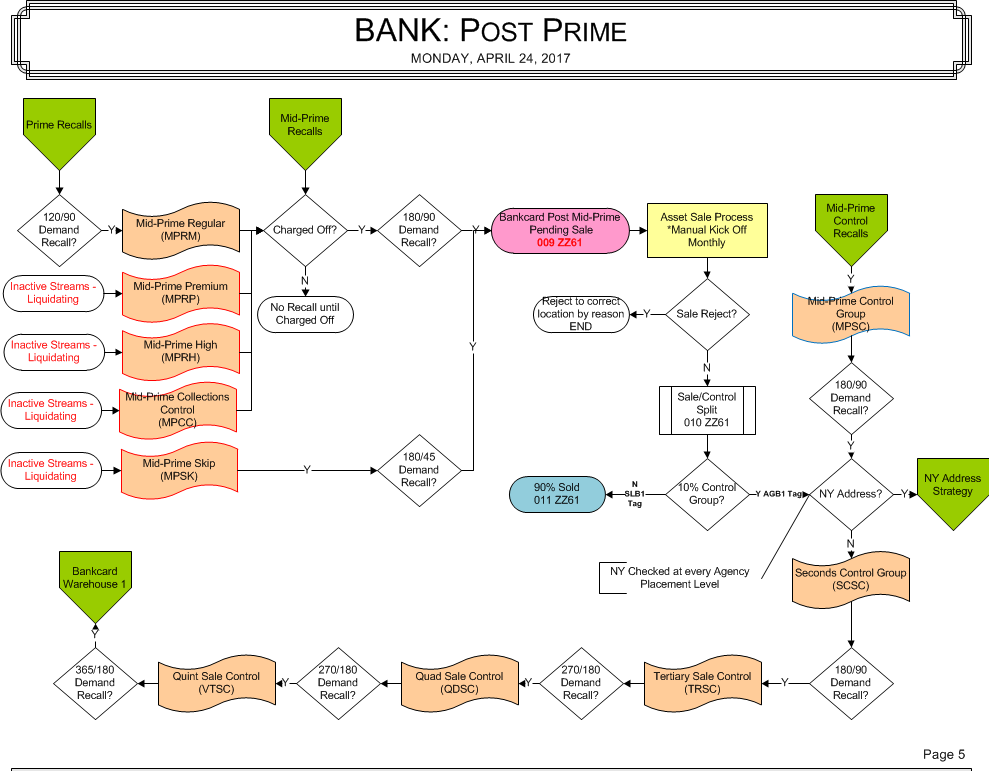 BANK: POST PRIME
MONDAY, APRIL 24, 2017
Prime Recalls
Mid-Prime
Recalls
120/90
Demand
Recall?
Y
Mid-Prime Regular
(MPRM)
Charged Off?
Y
180/90
Demand
Recall?
Y
Bankcard Post Mid-Prime
Pending Sale
009 ZZ61
Asset Sale Process
*Manual Kick Off
Monthly
Mid-Prime
Control
Recalls
Y
Inactive Streams -
Liquidating
Mid-Prime Premium
(MPRP)
N
No Recall until
Charged Off
Reject to correct
location by reason
END
Y
Sale Reject?
Mid-Prime Control
Group
(MPSC)
Inactive Streams -
Liquidating
Mid-Prime High
(MPRH)
Y
N
Inactive Streams -
Liquidating
Mid-Prime Collections
Control
(MPCC)
Sale/Control
Split
010 ZZ61
180/90
Demand
Recall?
Y
Inactive Streams -
Liquidating
Mid-Prime Skip
(MPSK)
Y
180/45
Demand
Recall?
90% Sold
011 ZZ61
N
SLB1
Tag
10% Control
Group?
Y AGB1 Tag
NY Address?
Y
NY Address
Strategy
N
NY Checked at every Agency
Placement Level
Seconds Control Group
(SCSC)
Bankcard
Warehouse 1
Y
365/180
Demand
Recall?
Quint Sale Control
(VTSC)
Y
270/180
Demand
Recall?
Quad Sale Control
(QDSC)
Y
270/180
Demand
Recall?
Tertiary Sale Control
(TRSC)
Y
180/90
Demand
Recall?
Page 5